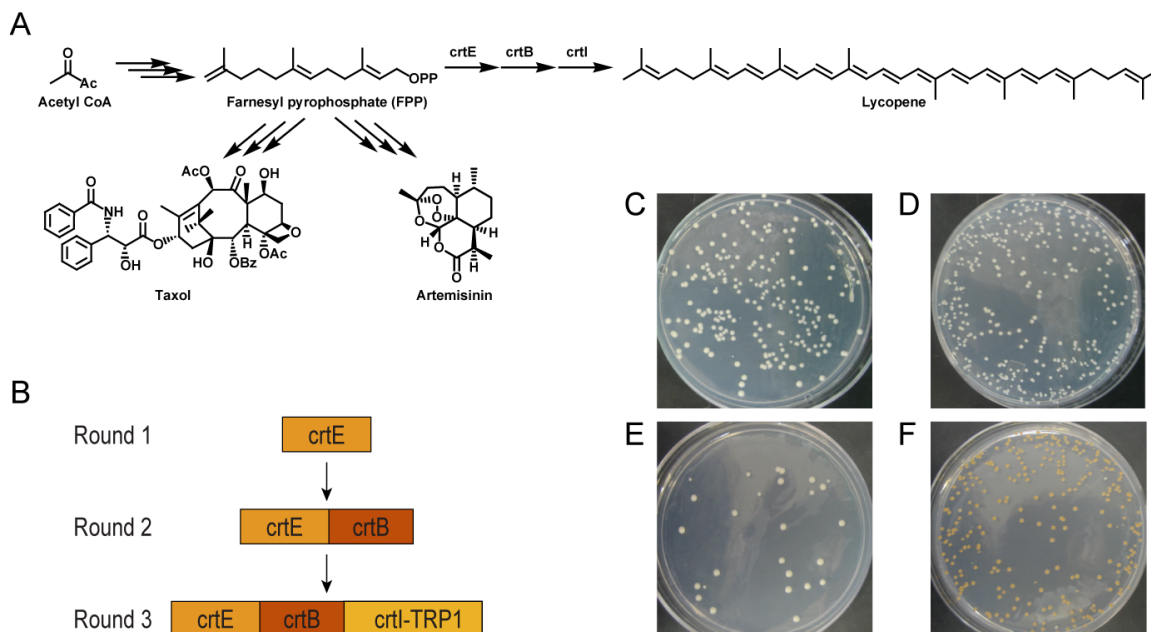 A
crtE crtB crtI
O
Ac
OPP
Acetyl CoA
Farnesyl pyrophosphate (FPP)
Lycopene
AcO O OH
O
NH
O
O
OH
HO
H
OBz
OAc
O
Taxol
H
O
O
O
O
H
H
O
O
H
Artemisinin
B
Round 1
crtE
Round 2
crtE crtB
Round 3
crtE crtB crtI-TRP1
C
D
E
F